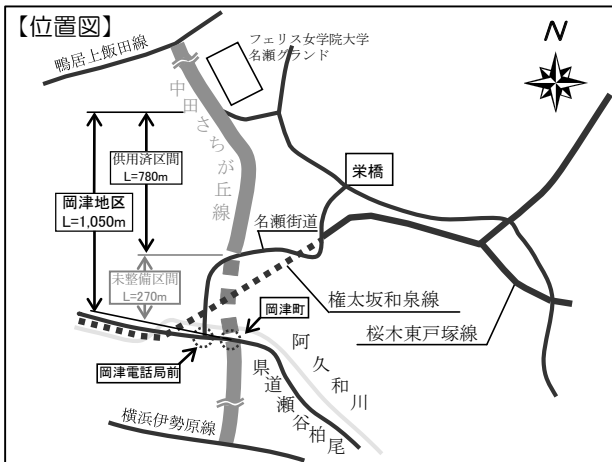 【位置図】
鴨居上飯田線
フェリス女学院大学
名瀬グランド
N
中田さちが丘線
供用済区間
L=780m
岡津地区
L=1,050m
未整備区間
L=270m
栄橋
名瀬街道
権太坂和泉線
桜木東戸塚線
岡津町
岡津電話局前
阿久和川
県道瀬谷柏尾
横浜伊勢原線